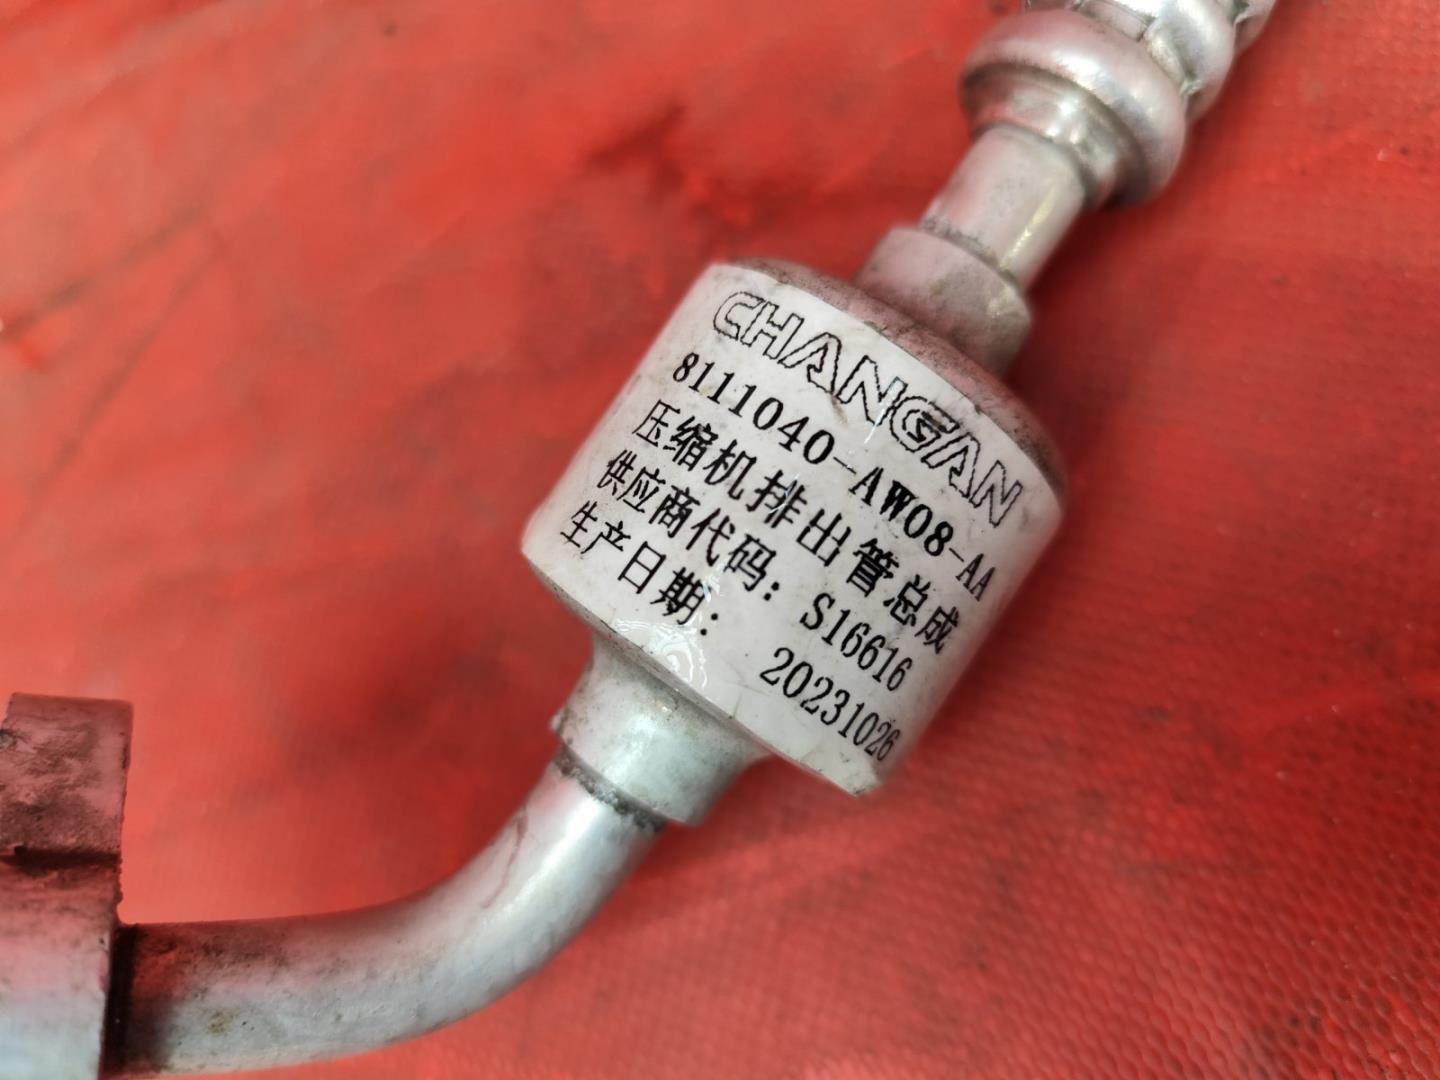 CHANGAN
8111040-AW08-AA
压缩机排出管总成
供应商代码: S16616
生产日期: 20231026